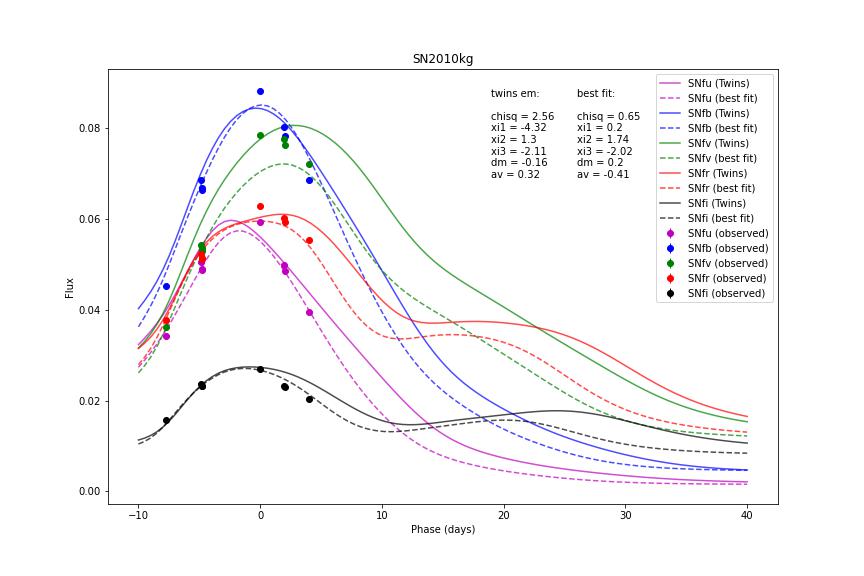 SN2010kg
twins em:
chisq = 2.56
xi1 = -4.32
xi2 = 1.3
xi3 = -2.11
dm = -0.16
av = 0.32
best fit:
chisq = 0.65
xi1 = 0.2
xi2 = 1.74
xi3 = -2.02
dm = 0.2
av = -0.41
SNfu (Twins)
SNfu (best fit)
SNfb (Twins)
SNfb (best fit)
SNfv (Twins)
SNfv (best fit)
SNfr (Twins)
SNfr (best fit)
SNfi (Twins)
SNfi (best fit)
SNfu (observed)
SNfb (observed)
SNfv (observed)
SNfr (observed)
SNfi (observed)
Flux
0.08
0.06
0.04
0.02
0.00
−10
0
10
20
30
40
Phase (days)